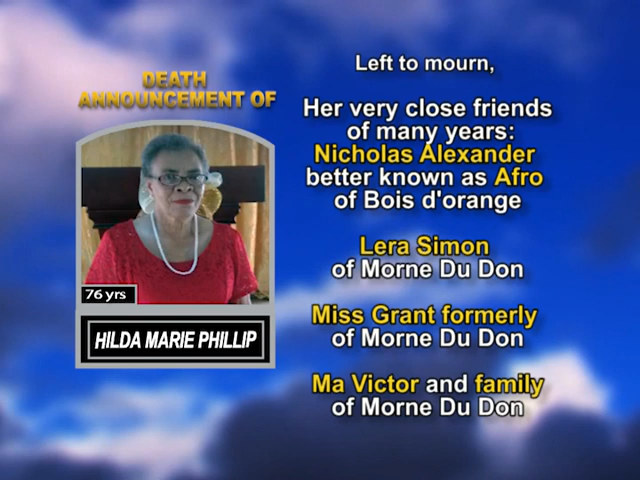 DEATH
ANNOUNCEMENT OF
76 yrs
HILDA MARIE PHILLIP
Left to mourn,
Her very close friends
of many years:
Nicholas Alexander
better known as Afro
of Bois d'orange
Lera Simon
of Morne Du Don
Miss Grant formerly
of Morne Du Don
Ma Victor and family
of Morne Du Don